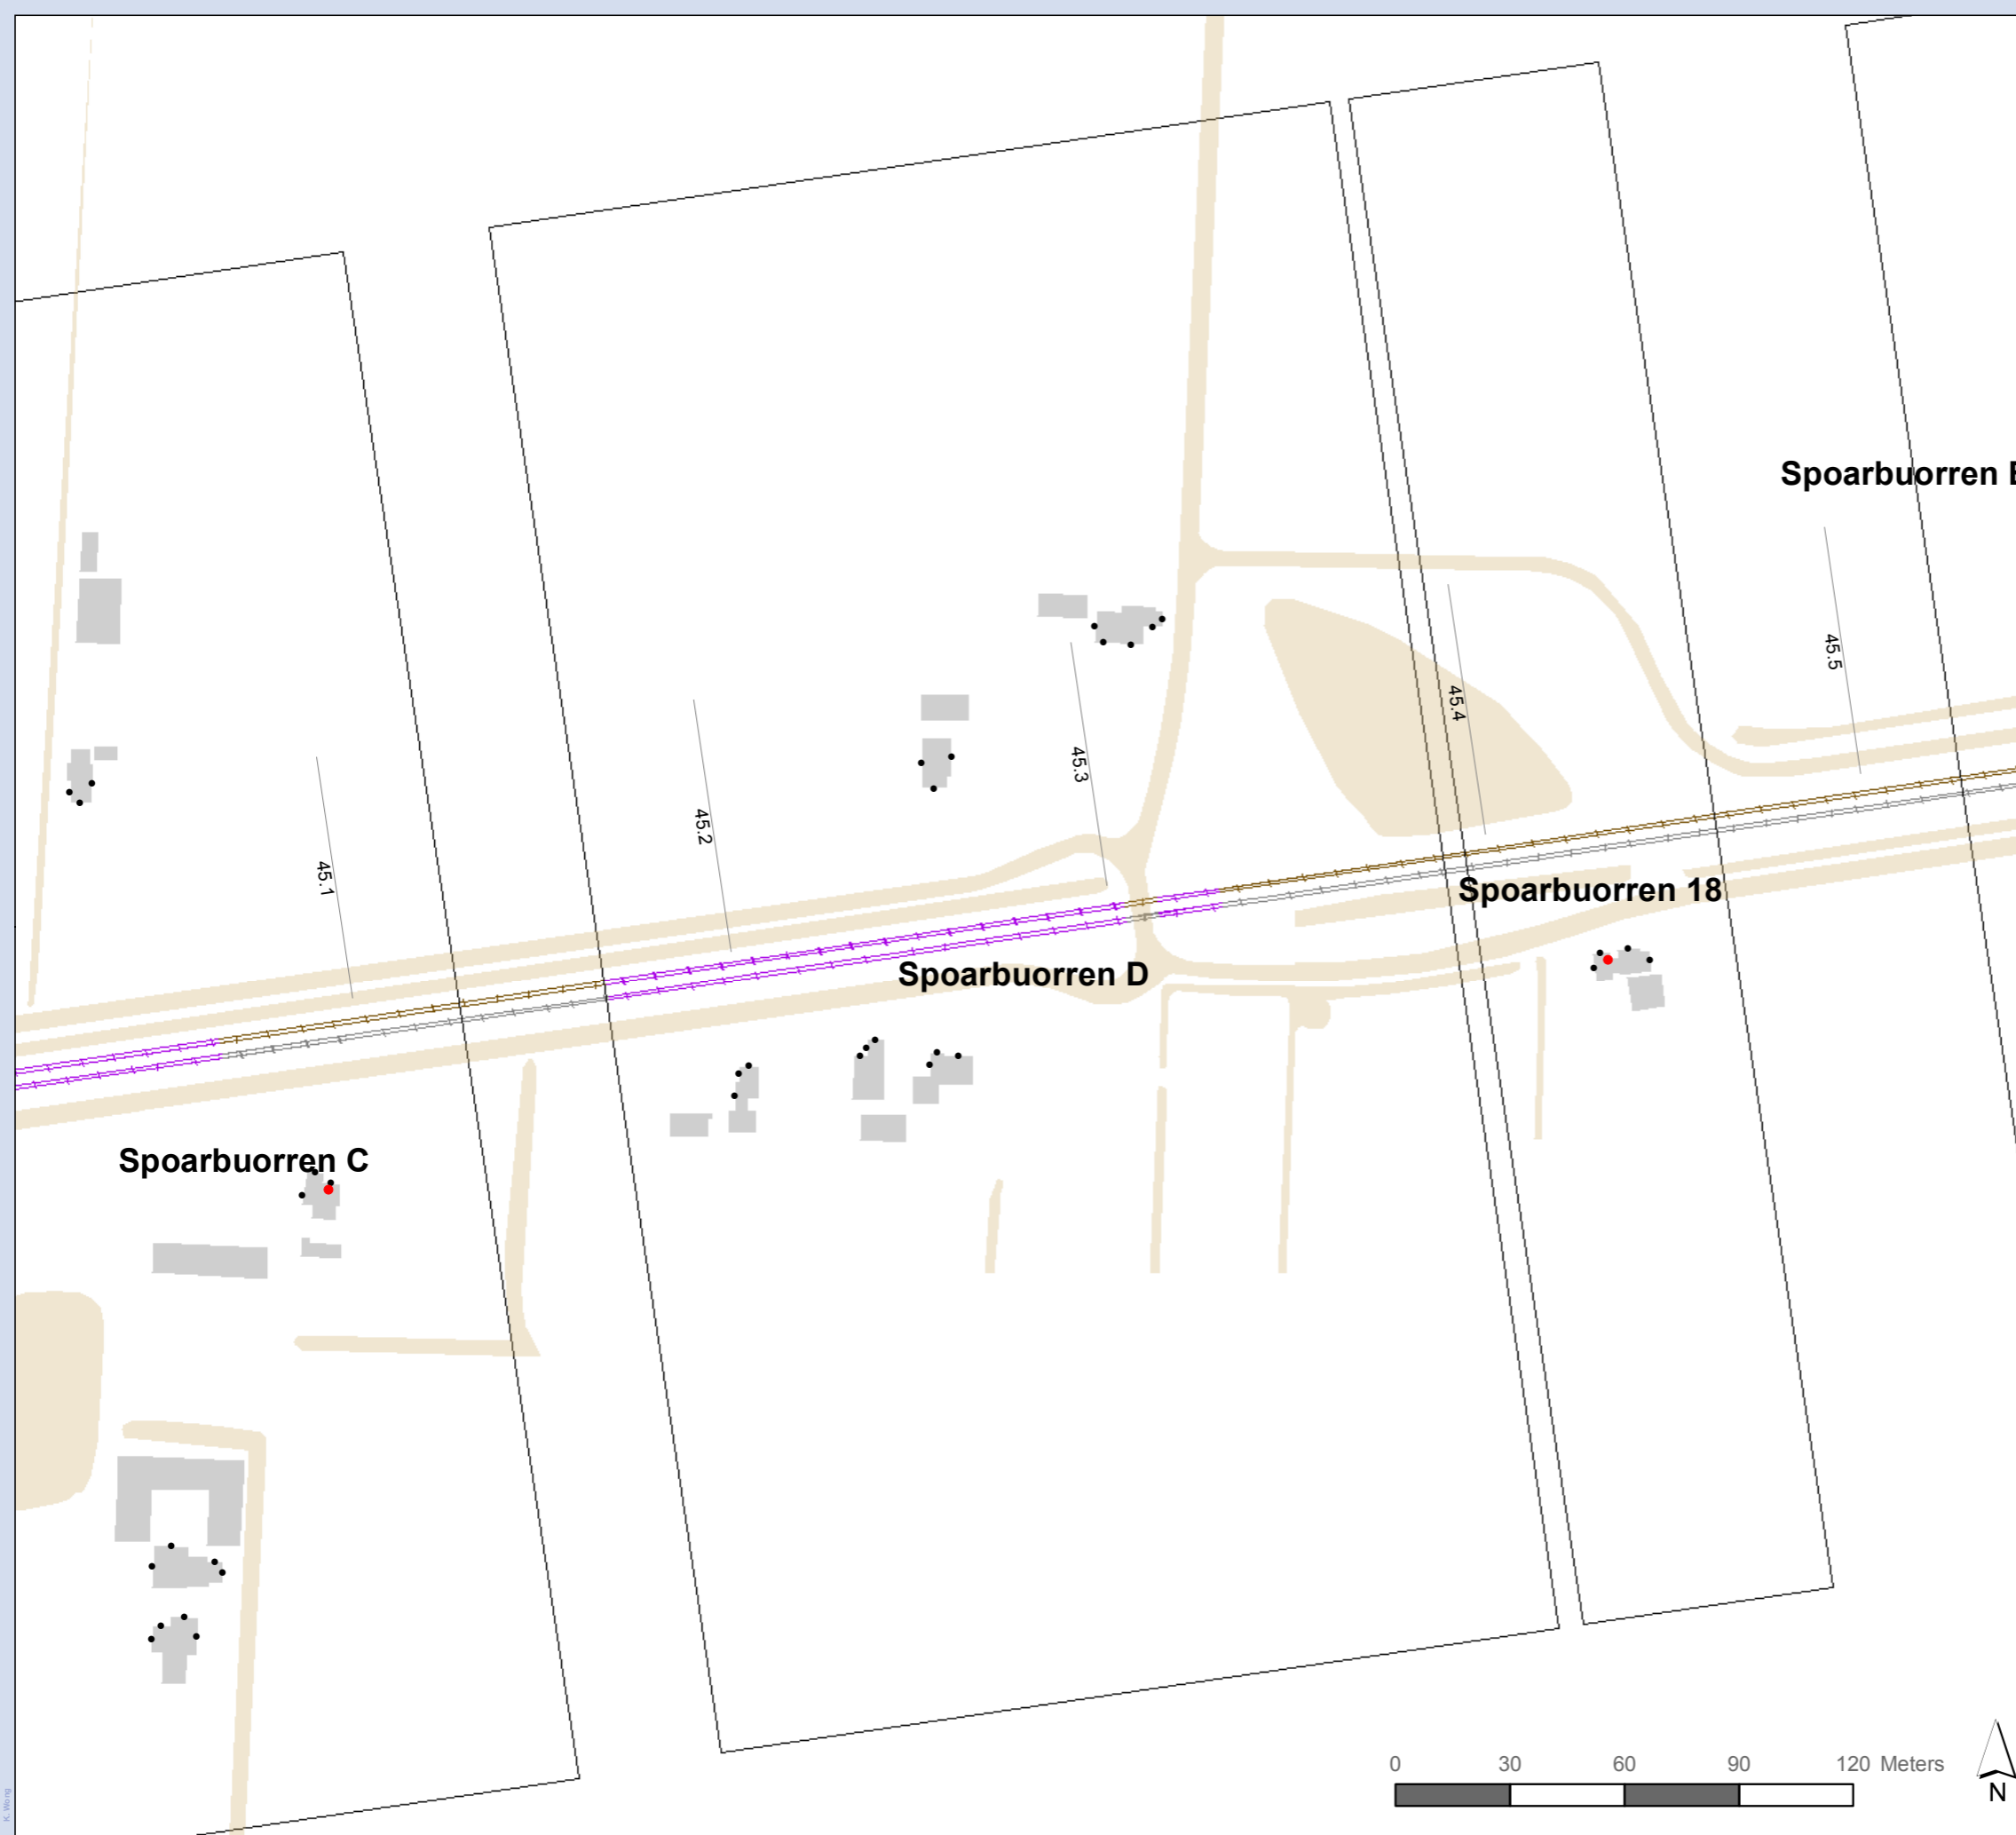 Spoarbuorren E
45.5
45.4
45.3
45.2
45.1
Spoarbuorren 18
Spoarbuorren D
Spoarbuorren C
0 30 60 90 120 Meters
N
K. Wong